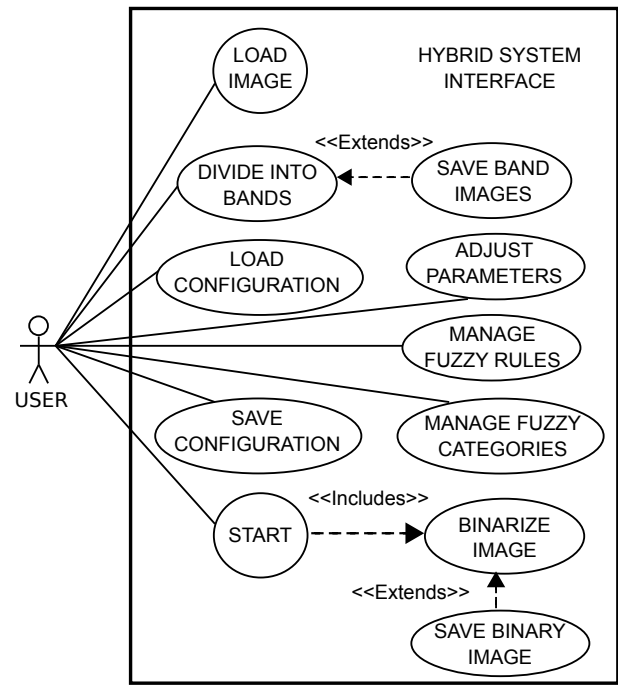 LOAD
IMAGE
HYBRID SYSTEM
INTERFACE
<<Extends>>
DIVIDE INTO
BANDS
SAVE BAND
IMAGES
LOAD
CONFIGURATION
ADJUST
PARAMETERS
MANAGE
FUZZY RULES
USER
SAVE
CONFIGURATION
MANAGE FUZZY
CATEGORIES
<<Includes>>
START
BINARIZE
IMAGE
<<Extends>>
SAVE BINARY
IMAGE